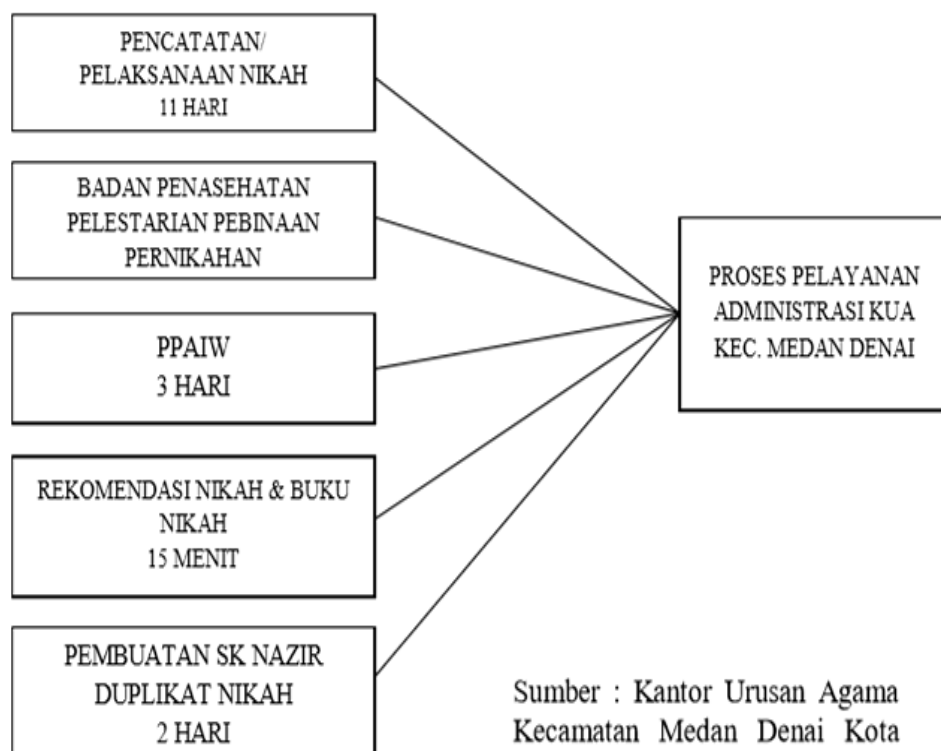 PENCATATAN/
PELAKSANAAN NIKAH
11 HARI
BADAN PENASEHATAN
PELESTARIAN PEBINAAN
PERNIKAHAN
PPAIW
3 HARI
REKOMENDASI NIKAH & BUKU
NIKAH
15 MENIT
PEMBUATAN SK NAZIR
DUPLIKAT NIKAH
2 HARI
PROSES PELAYANAN
ADMINISTRASI KUA
KEC. MEDAN DENAI
Sumber : Kantor Urusan Agama
Kecamatan Medan Denai Kota